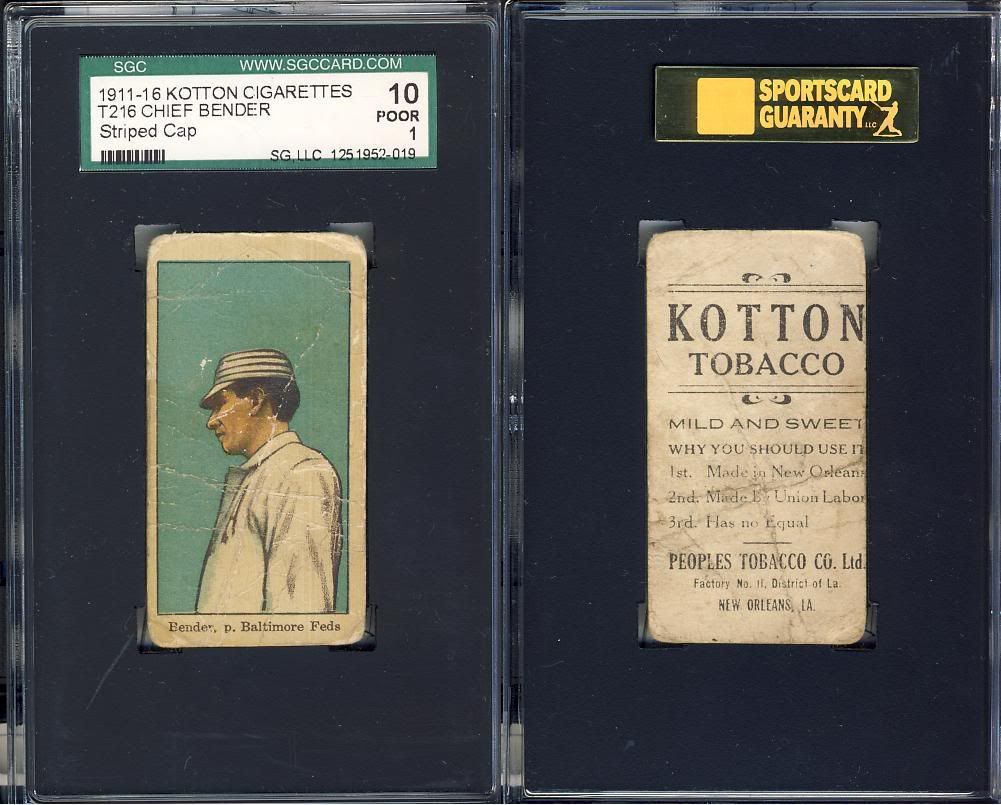 SGC WWW.SGCCARD.COM
1911-16 KOTTON CIGARETTES 10
T216 CHIEF BENDER POOR
Striped Cap 1
SG, LLC 1251952-019
Bender, p. Baltimore Feds
SPORTSCARD
GUARANTY LLC
KOTTON
TOBACCO
MILD AND SWEET
WHY YOU SHOULD USE IT
1st. Made in New Orleans
2nd. Made By Union Labor
3rd. Has no Equal
PEOPLES TOBACCO CO. Ltd.
Factory No. 11, District of La.
NEW ORLEANS, LA.